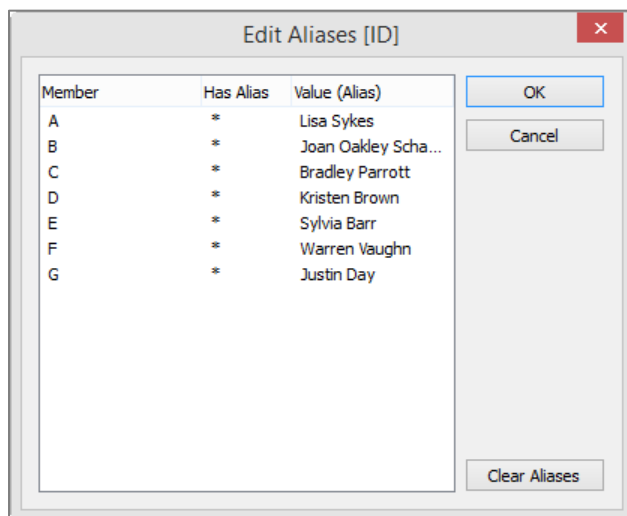 Edit Aliases [ID]
Member Has Alias Value (Alias)
A * Lisa Sykes
B * Joan Oakley Scha...
C * Bradley Parrott
D * Kristen Brown
E * Sylvia Barr
F * Warren Vaughn
G * Justin Day
OK
Cancel
Clear Aliases